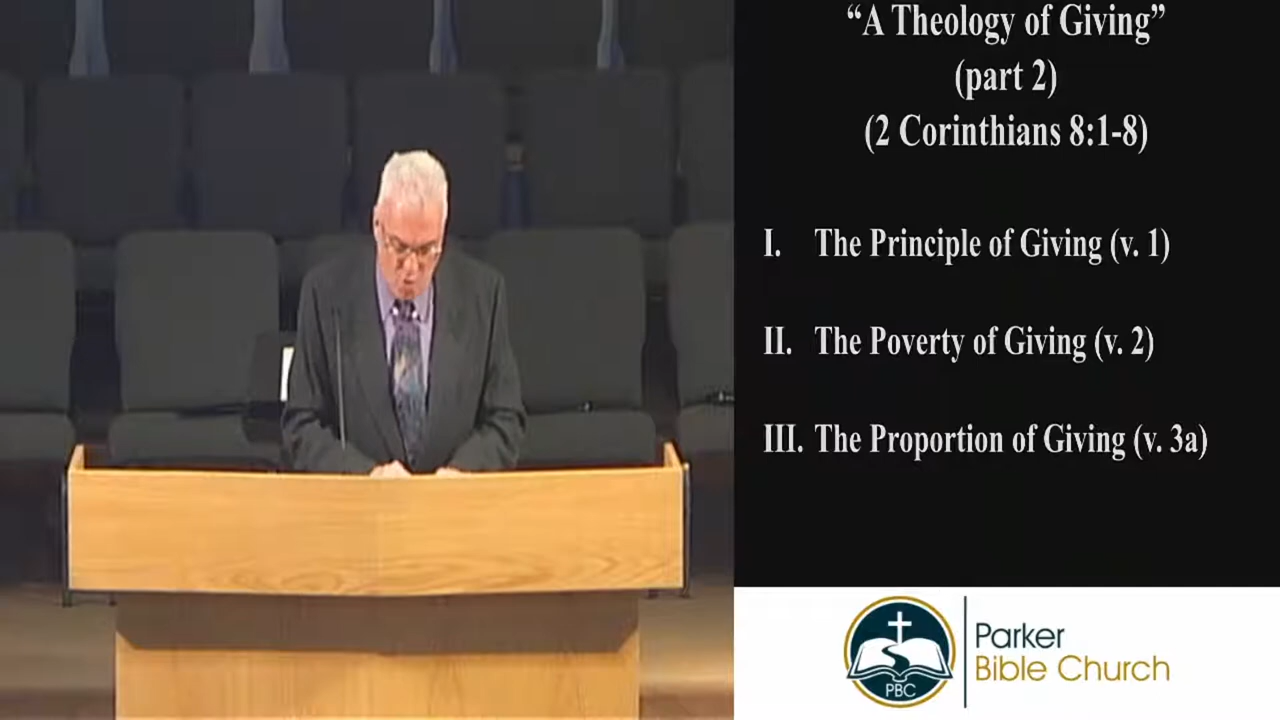 “A Theology of Giving”
(part 2)
(2 Corinthians 8:1-8)
I. The Principle of Giving (v. 1)
II. The Poverty of Giving (v. 2)
III. The Proportion of Giving (v. 3a)
PBC
Parker
Bible Church